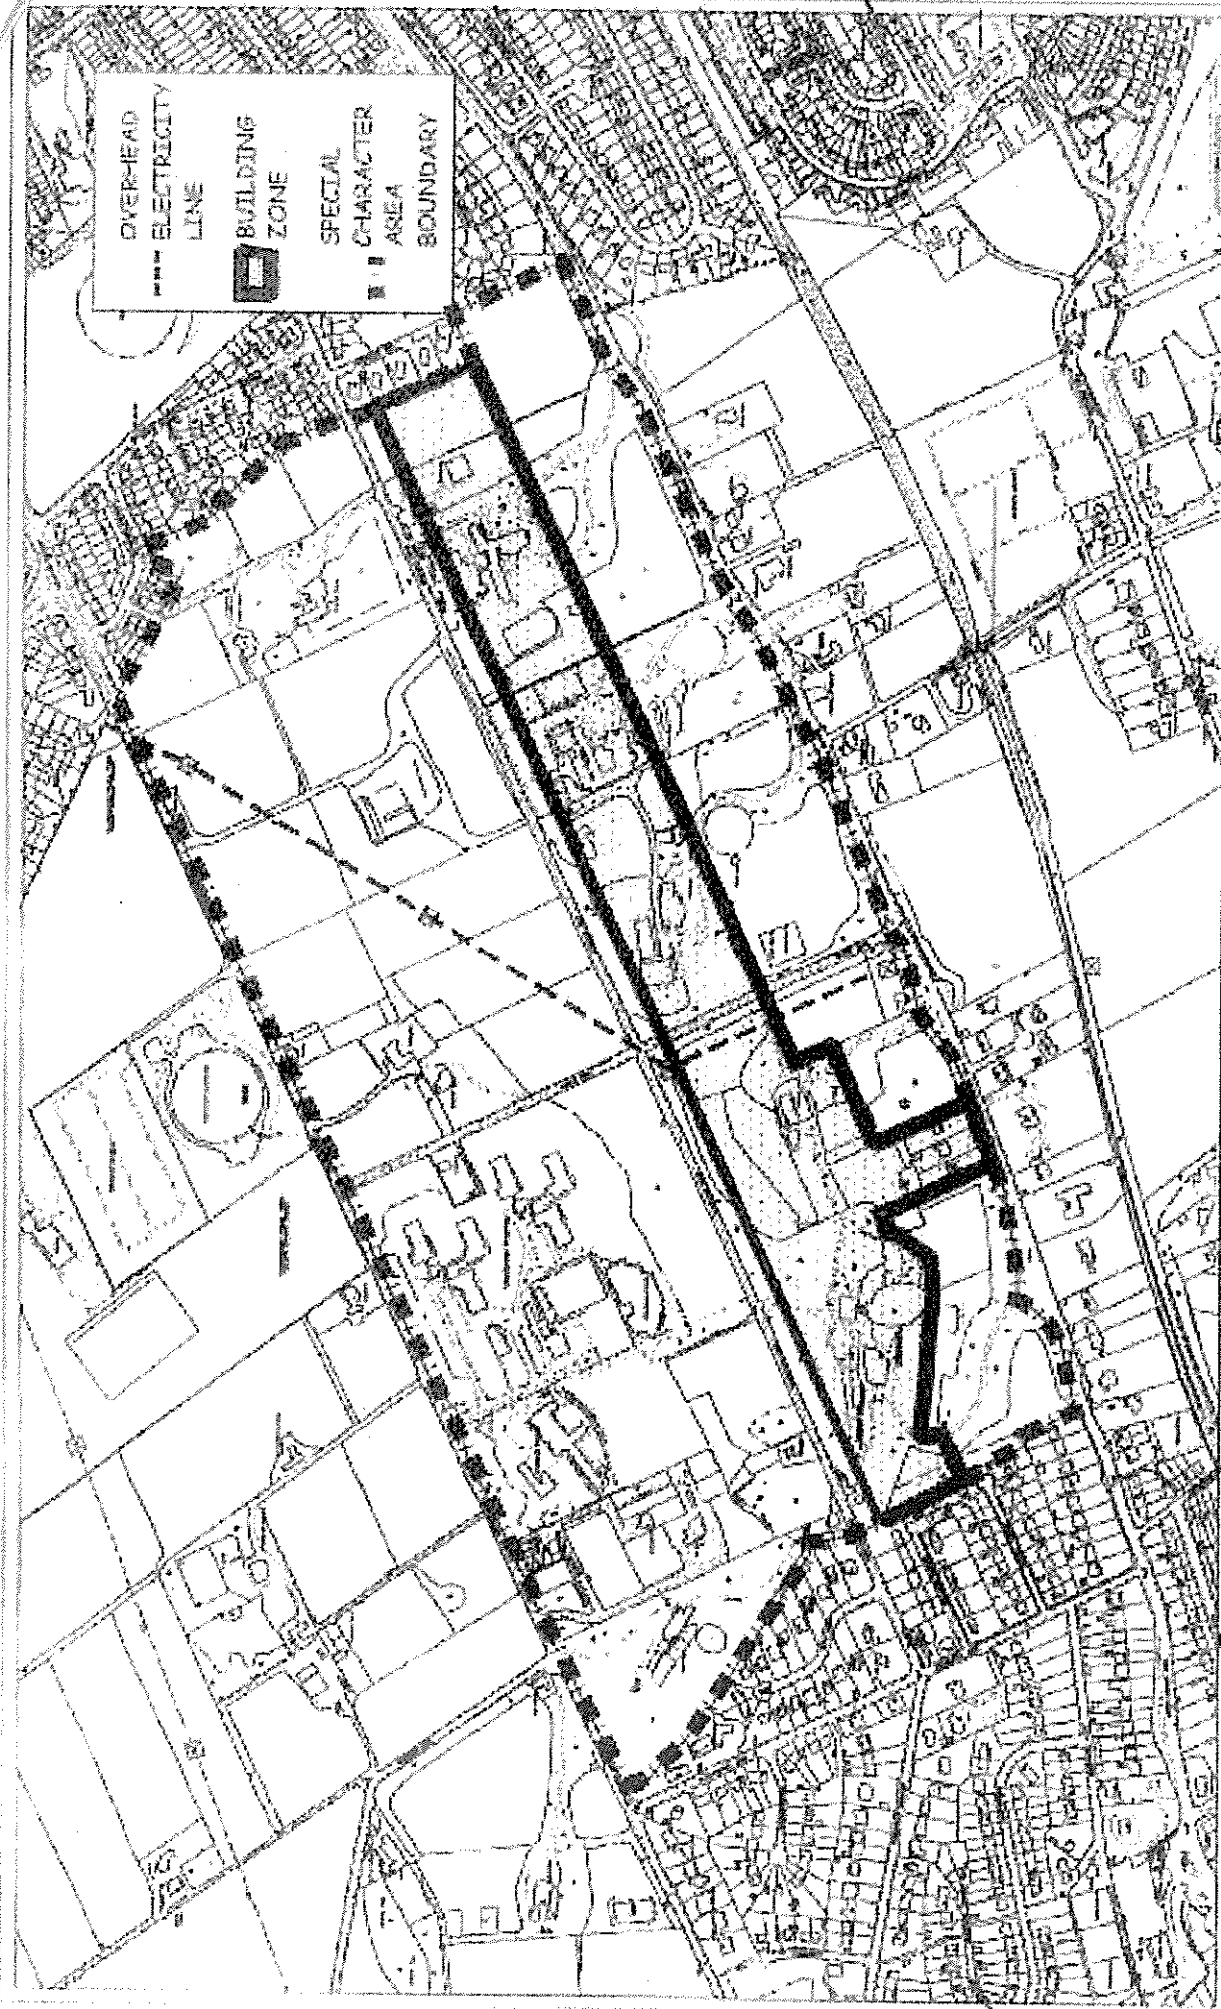 OVERHEAD
ELECTRICITY
LINE
BUILDING
ZONE
SPECIAL
CHARACTER
AREA
BOUNDARY